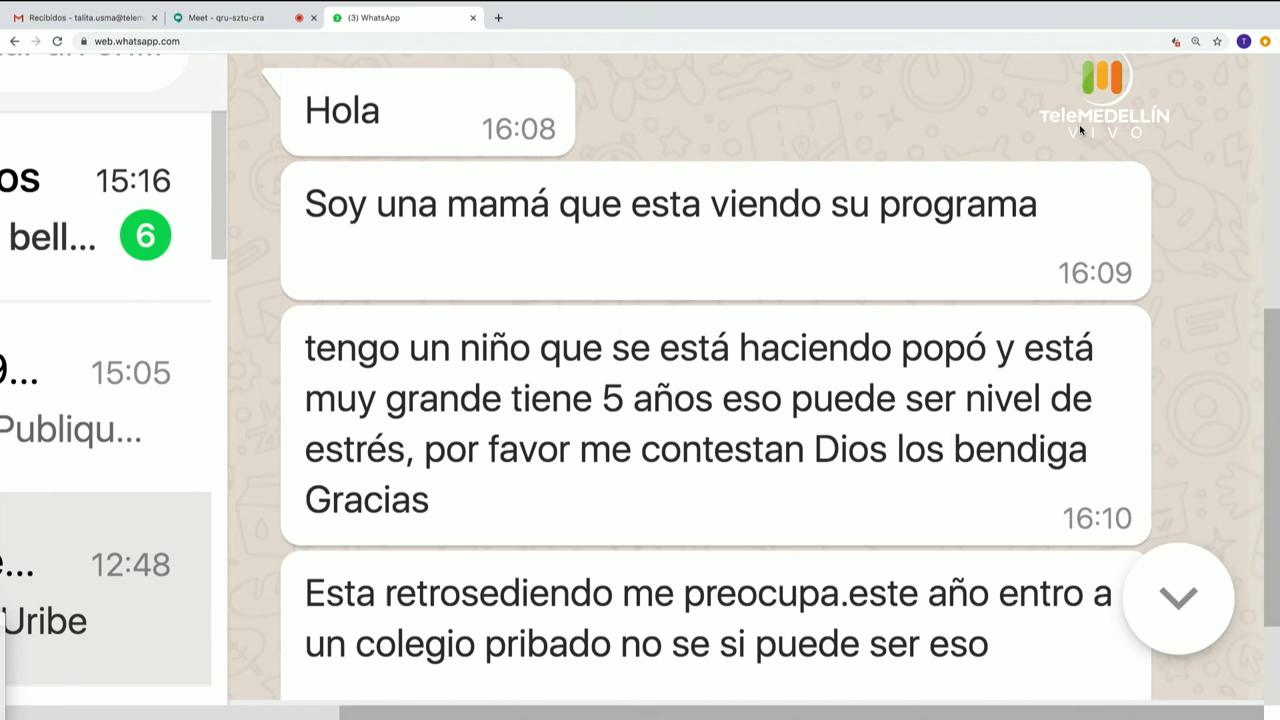 Recibidos - talita.usma@telem
Meet - qru-sztu-cra
(3) WhatsApp
web.whatsapp.com
T
TeleMEDELLÍN
VIVO
Hola
16:08
os 15:16
bell... 6
Soy una mamá que esta viendo su programa
16:09
tengo un niño que se está haciendo popó y está
muy grande tiene 5 años eso puede ser nivel de
estrés, por favor me contestan Dios los bendiga
Gracias
16:10
9... 15:05
Publiqu...
e... 12:48
Uribe
Esta retrosediendo me preocupa.este año entro a
un colegio pribado no se si puede ser eso